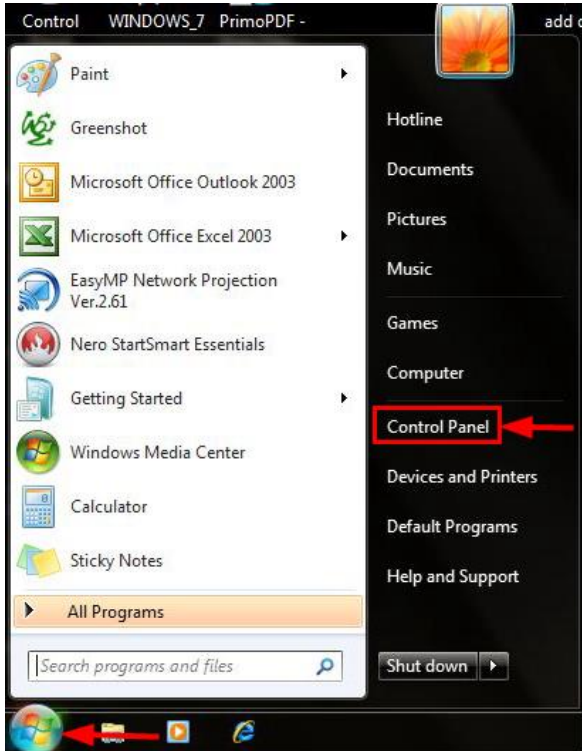 Control WINDOWS_7 PrimoPDF - add
Paint
Greenshot
Microsoft Office Outlook 2003
Microsoft Office Excel 2003
EasyMP Network Projection
Ver.2.61
Nero StartSmart Essentials
Getting Started
Windows Media Center
Calculator
Sticky Notes
All Programs
Search programs and files
Hotline
Documents
Pictures
Music
Games
Computer
Control Panel
Devices and Printers
Default Programs
Help and Support
Shut down